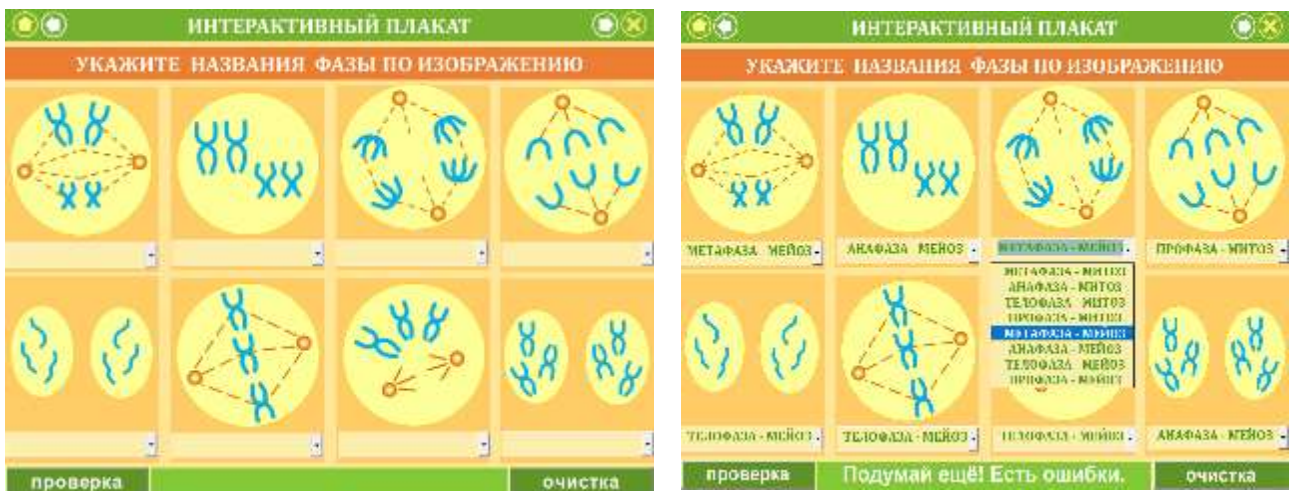 ИНТЕРАКТИВНЫЙ ПЛАКАТ
УКАЖИТЕ НАЗВАНИЯ ФАЗЫ ПО ИЗОБРАЖЕНИЮ
проверка
очистка
ИНТЕРАКТИВНЫЙ ПЛАКАТ
УКАЖИТЕ НАЗВАНИЯ ФАЗЫ ПО ИЗОБРАЖЕНИЮ
МЕТАФАЗА МЕЙОЗ
АНАФАЗА МЕЙОЗ
МЕТАФАЗА - МЕЙОЗ
ПРОФАЗА - МИТОЗ
МЕТАФАЗА - МИТОЗ
АНАФАЗА - МИТОЗ
ТЕЛОФАЗА - МИТОЗ
ПРОФАЗА - МИТОЗ
МЕТАФАЗА - МЕЙОЗ
АНАФАЗА - МЕЙОЗ
ТЕЛОФАЗА МЕЙОЗ
ПРОФАЗА - МЕЙОЗ
ТЕЛОФАЗА - МЕЙОЗ
ТЕЛОФАЗА - МЕЙОЗ
ТЕЛОФАЗА - МЕЙОЗ
АНАФАЗА - МЕЙОЗ
проверка
Подумай ещё! Есть ошибки.
очистка